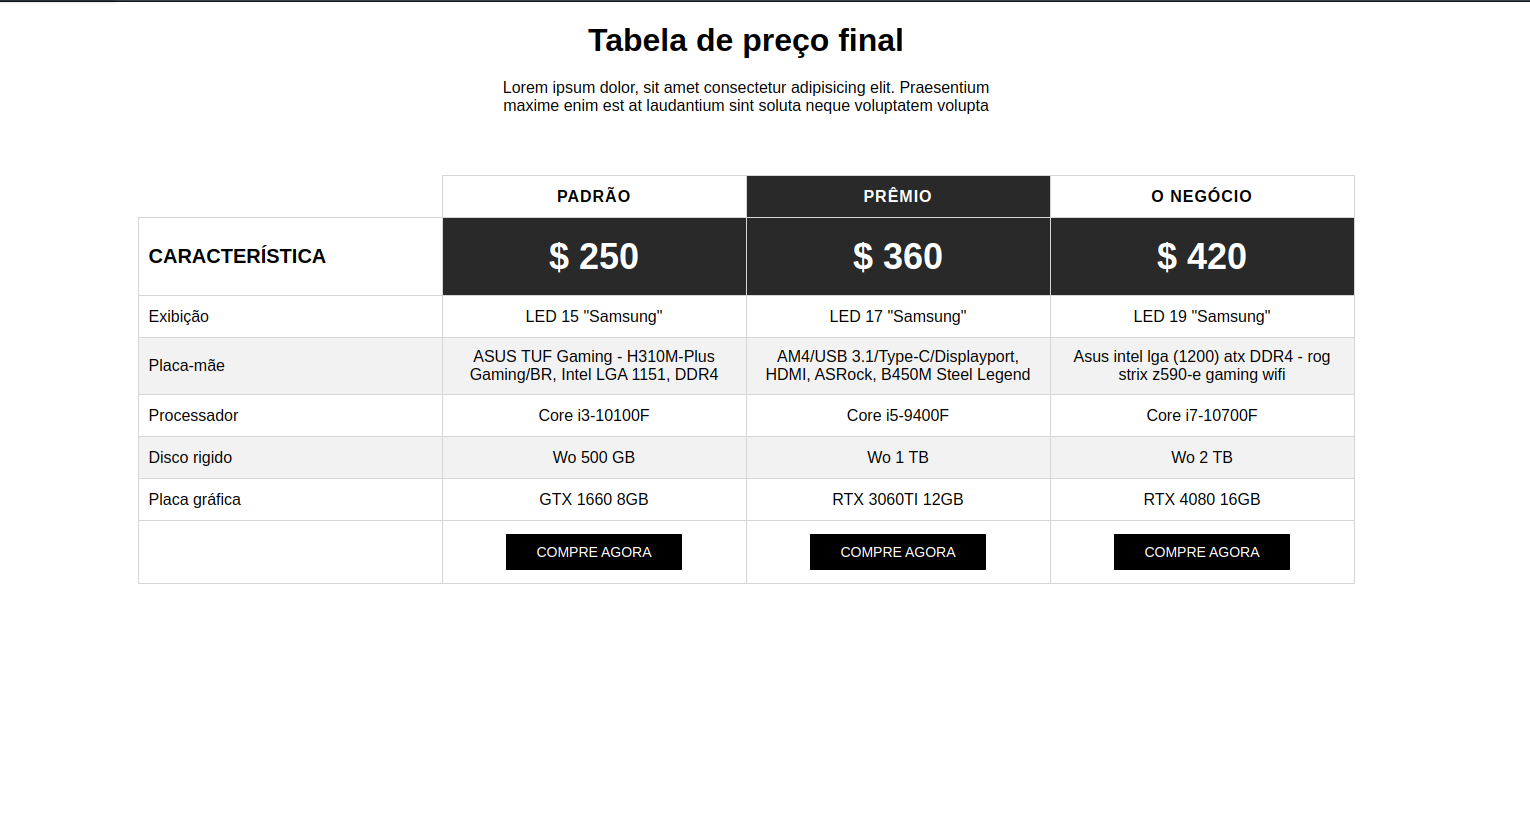 Tabela de preço final
Lorem ipsum dolor, sit amet consectetur adipisicing elit. Praesentium
maxime enim est at laudantium sint soluta neque voluptatem volupta
PADRÃO PRÊMIO O NEGÓCIO
CARACTERÍSTICA $ 250 $ 360 $ 420
Exibição LED 15 "Samsung" LED 17 "Samsung" LED 19 "Samsung"
Placa-mãe
ASUS TUF Gaming - H310M-Plus
Gaming/BR, Intel LGA 1151, DDR4
AM4/USB 3.1/Type-C/Displayport,
HDMI, ASRock, B450M Steel Legend
Asus intel lga (1200) atx DDR4 - rog
strix z590-e gaming wifi
Processador Core i3-10100F Core i5-9400F Core i7-10700F
Disco rigido Wo 500 GB Wo 1 TB Wo 2 TB
Placa gráfica GTX 1660 8GB RTX 3060TI 12GB RTX 4080 16GB
COMPRE AGORA COMPRE AGORA COMPRE AGORA